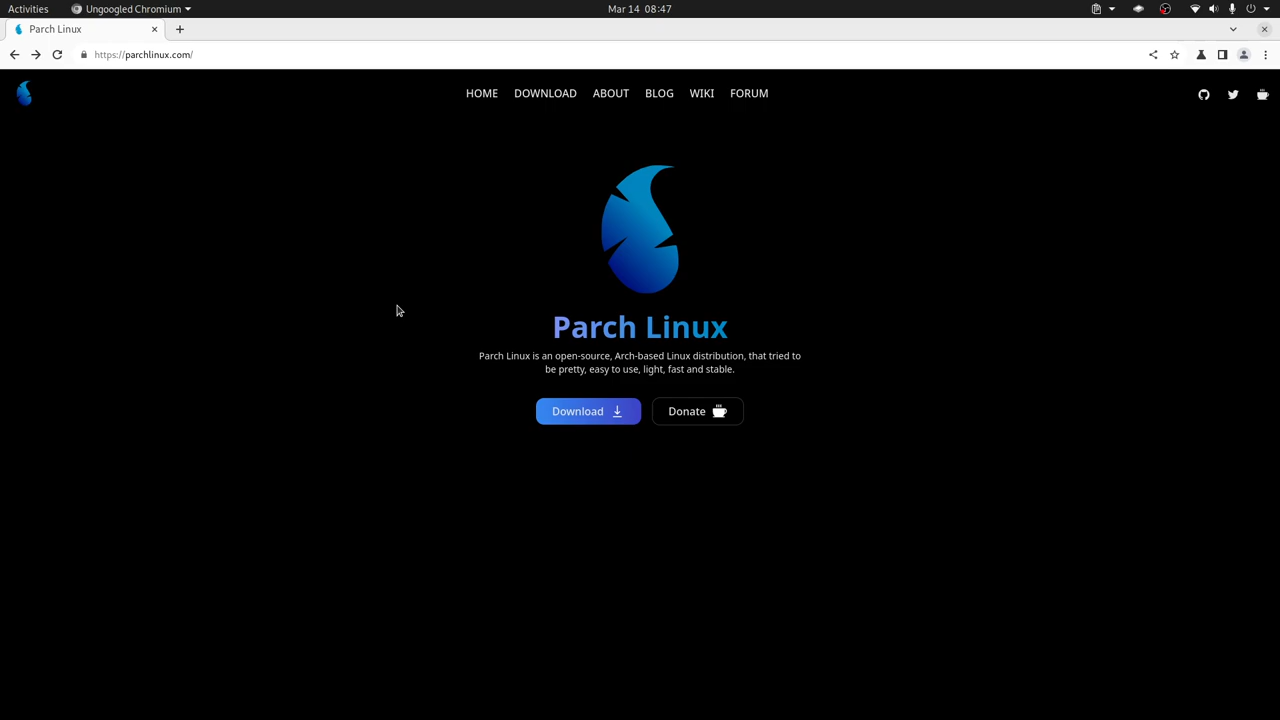 Activities
Ungoogled Chromium
Mar 14 08:47
Parch Linux
https://parchlinux.com/
HOME DOWNLOAD ABOUT BLOG WIKI FORUM
Parch Linux
Parch Linux is an open-source, Arch-based Linux distribution, that tried to
be pretty, easy to use, light, fast and stable.
Download
Donate